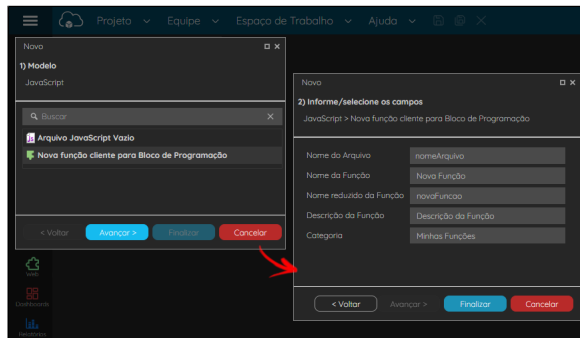 Projeto Equipe Espaço de Trabalho Ajuda
Novo
1) Modelo
JavaScript
Buscar
Arquivo JavaScript Vazio
Nova função cliente para Bloco de Programação
< Voltar Avançar > Finalizar Cancelar
Novo
2) Informe/selecione os campos
JavaScript > Nova função cliente para Bloco de Programação
Nome do Arquivo nomeArquivo
Nome da Função Nova Função
Nome reduzido da Função novaFuncao
Descrição da Função Descrição da Função
Categoria Minhas Funções
< Voltar Avançar > Finalizar Cancelar
Web
Dashboards
Relatórios